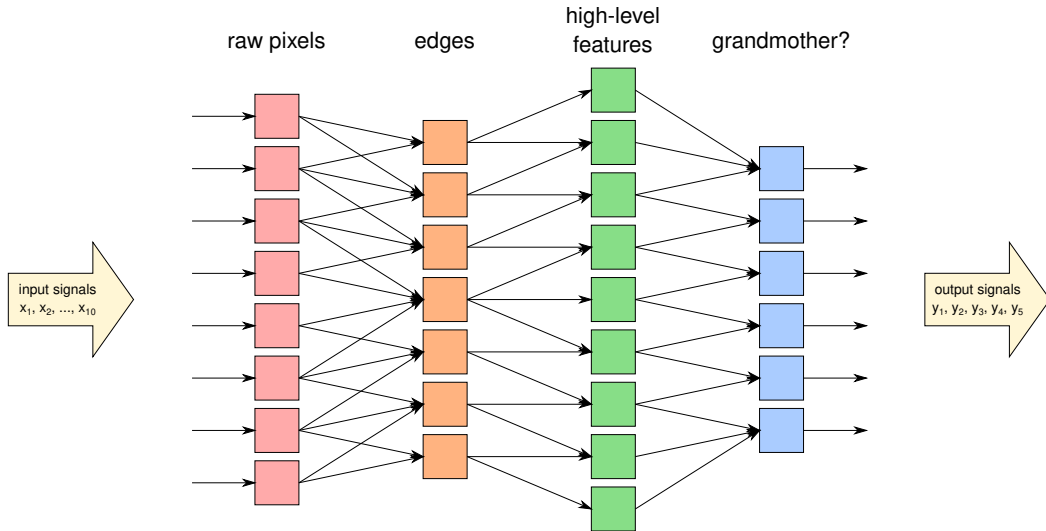 raw pixels
edges
high-level
features
grandmother?
input signals
x₁, x₂, ..., x₁₀
output signals
y₁, y₂, y₃, y₄, y₅